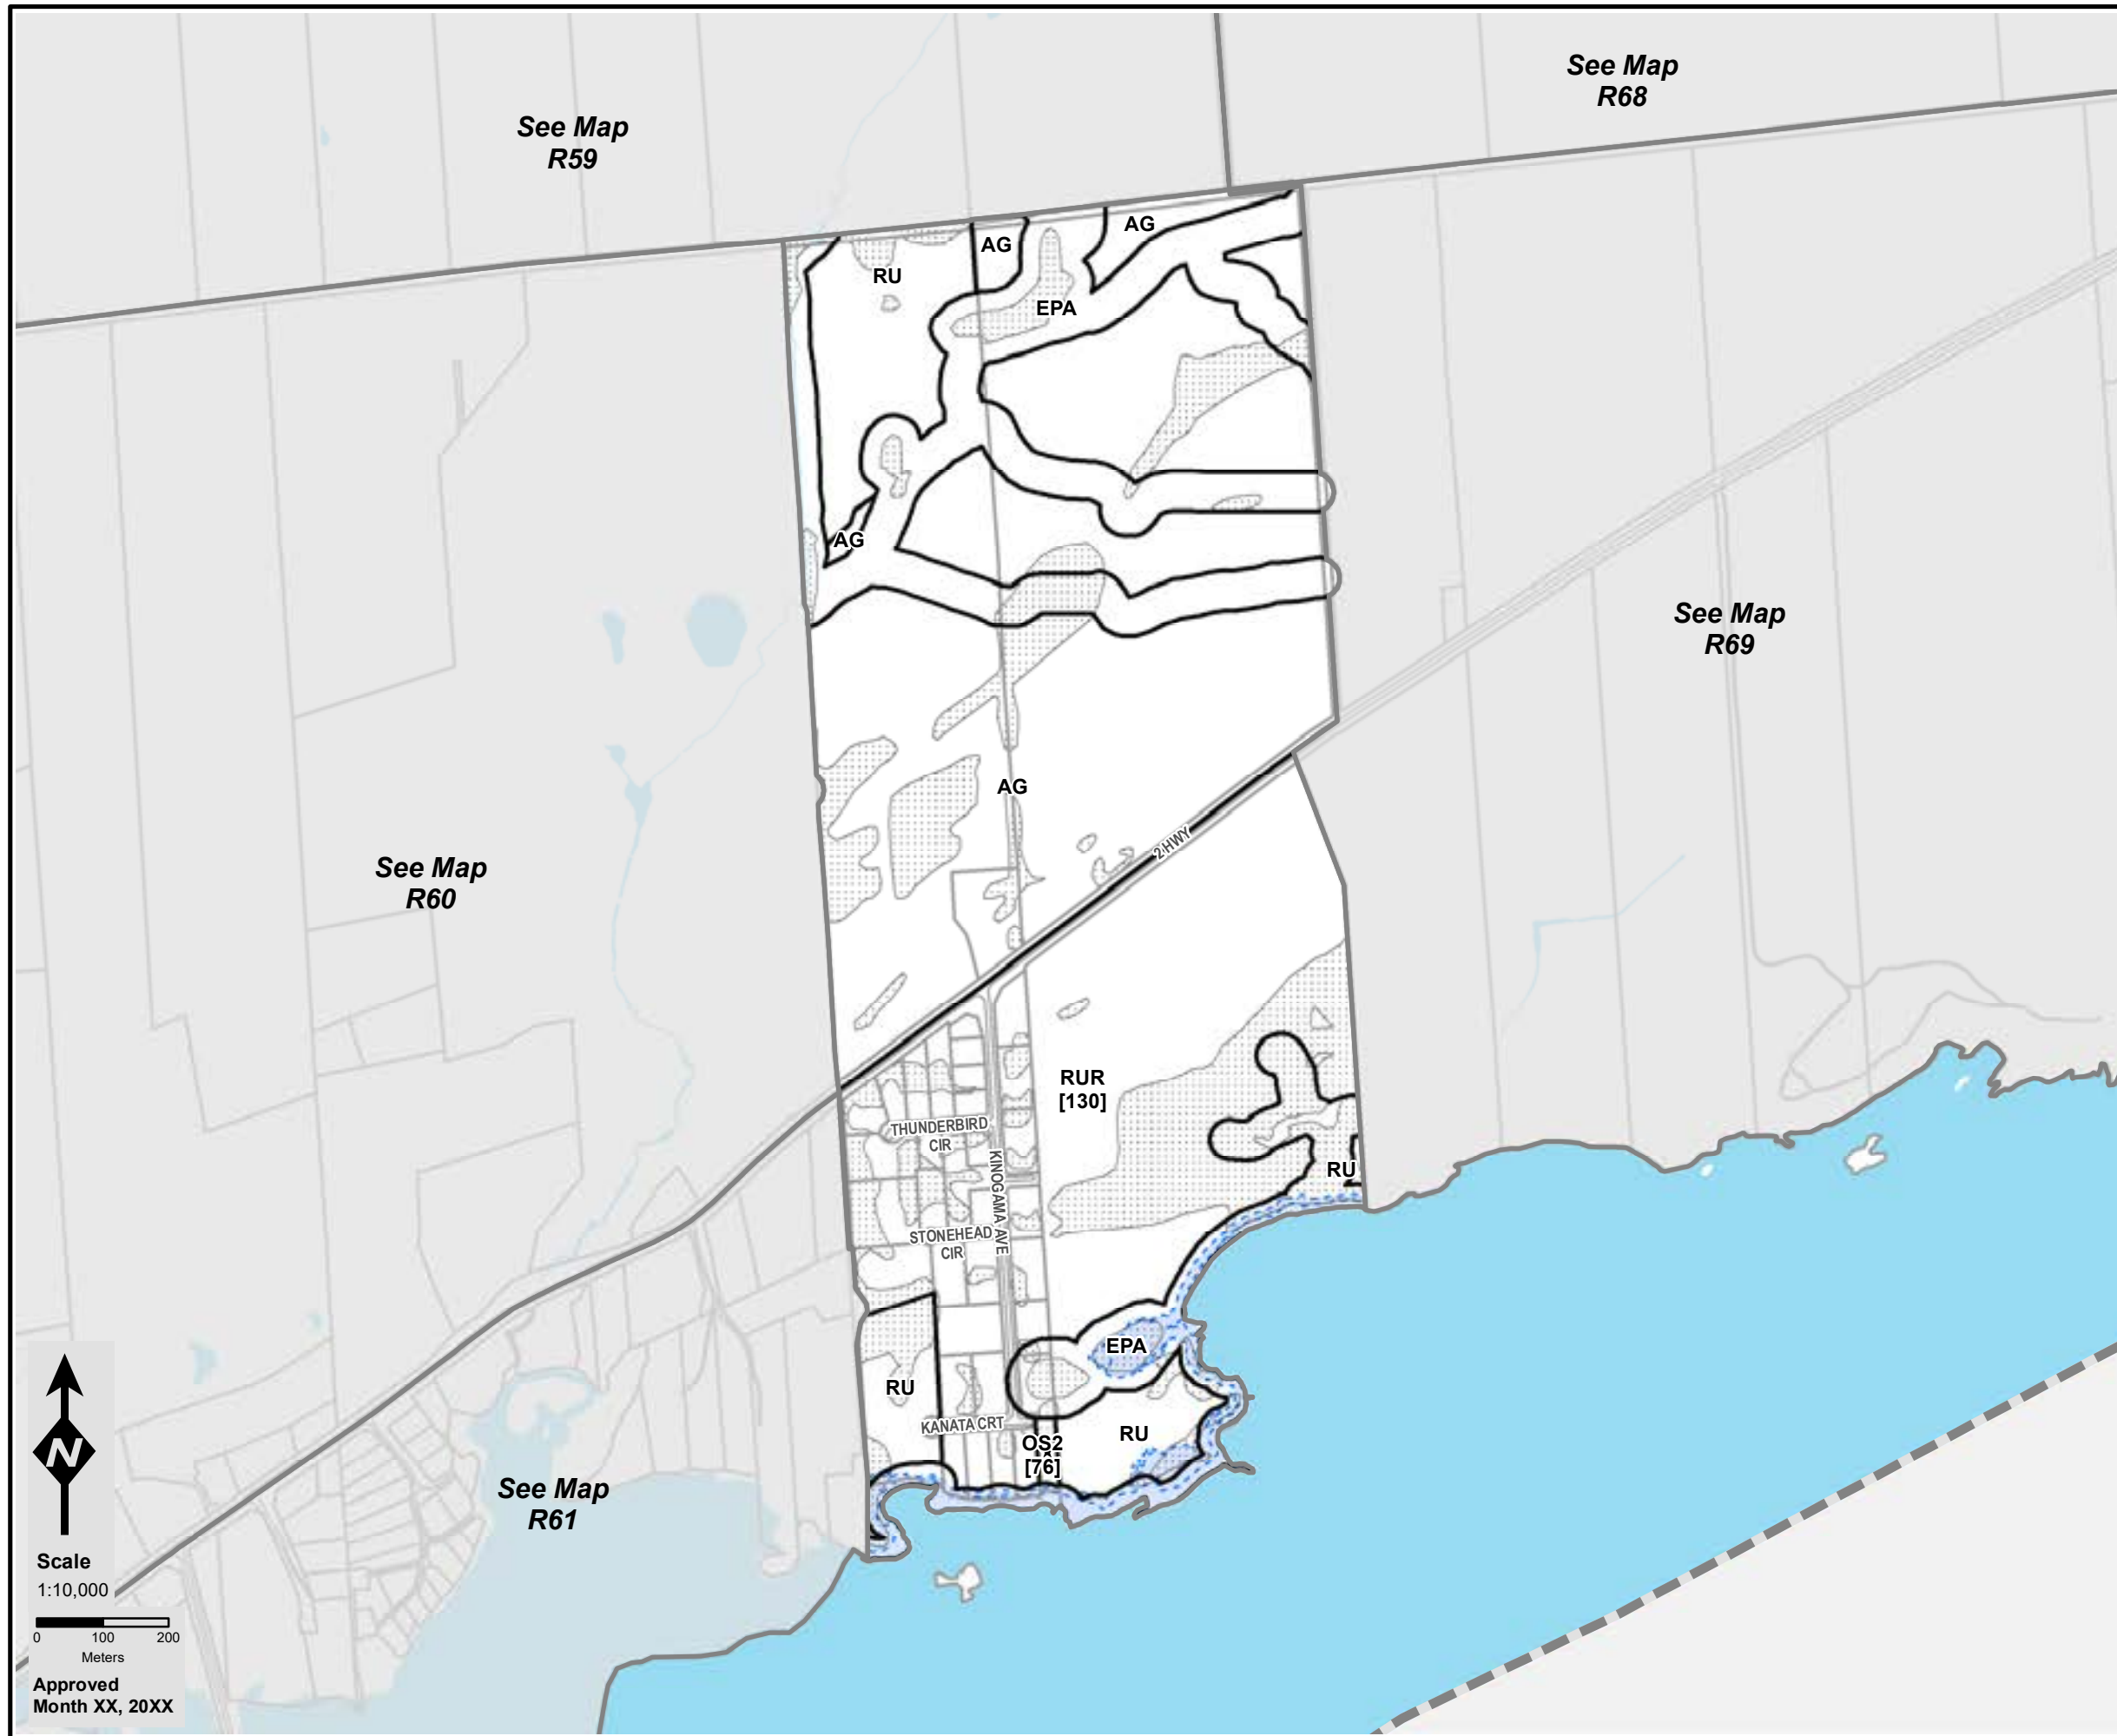 See Map
R68
See Map
R59
AG
AG
RU
EPA
AG
See Map
R69
AG
2 HWY
See Map
R60
RUR
[130]
THUNDERBIRD
CIR
KINOGAMA AVE
RU
STONEHEAD
CIR
EPA
RU
KANATA CRT
RU
OS2
[76]
See Map
R61
N
Scale
1:10,000
0 100 200
Meters
Approved
Month XX, 20XX